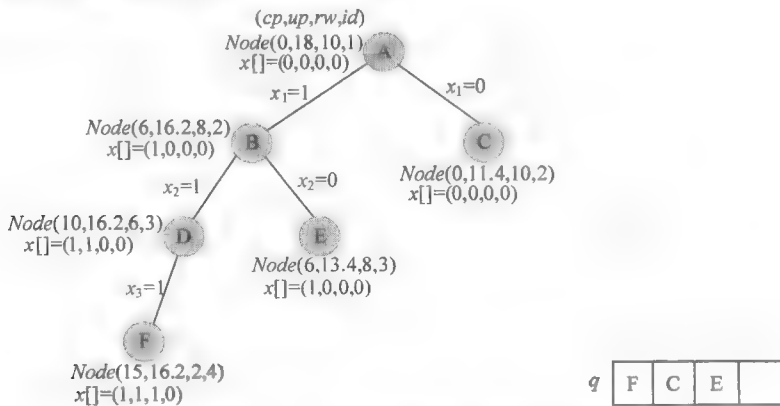 (cp,up,rw,id)
Node(0,18,10,1)
x[]=(0,0,0,0)
A
x₁=1
x₁=0
Node(6,16.2,8,2)
x[]=(1,0,0,0)
B
C
Node(0,11.4,10,2)
x[]=(0,0,0,0)
x₂=1
x₂=0
Node(10,16.2,6,3)
x[]=(1,1,0,0)
D
E
Node(6,13.4,8,3)
x[]=(1,0,0,0)
x₃=1
F
Node(15,16.2,2,4)
x[]=(1,1,1,0)
q F C E